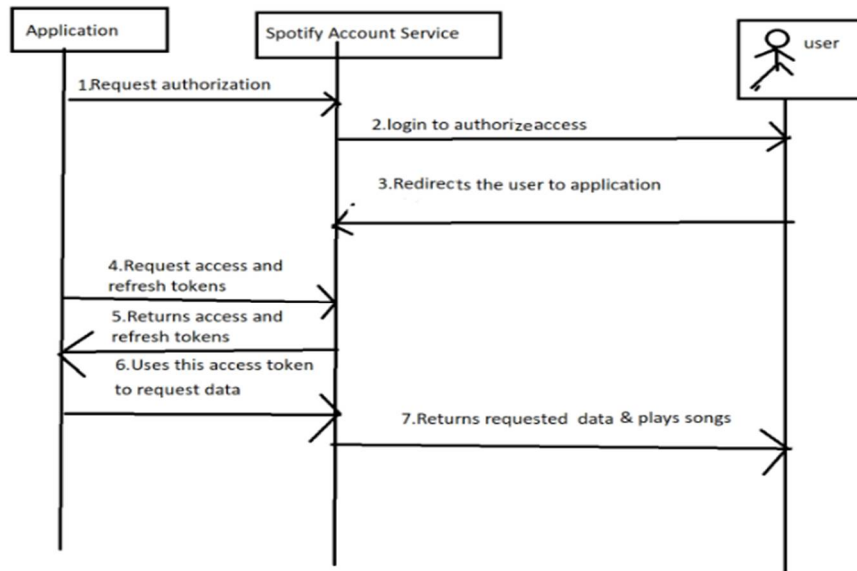 Application
Spotify Account Service
user
1.Request authorization
2.login to authorize access
3.Redirects the user to application
4.Request access and
refresh tokens
5.Returns access and
refresh tokens
6.Uses this access token
to request data
7.Returns requested data & plays songs